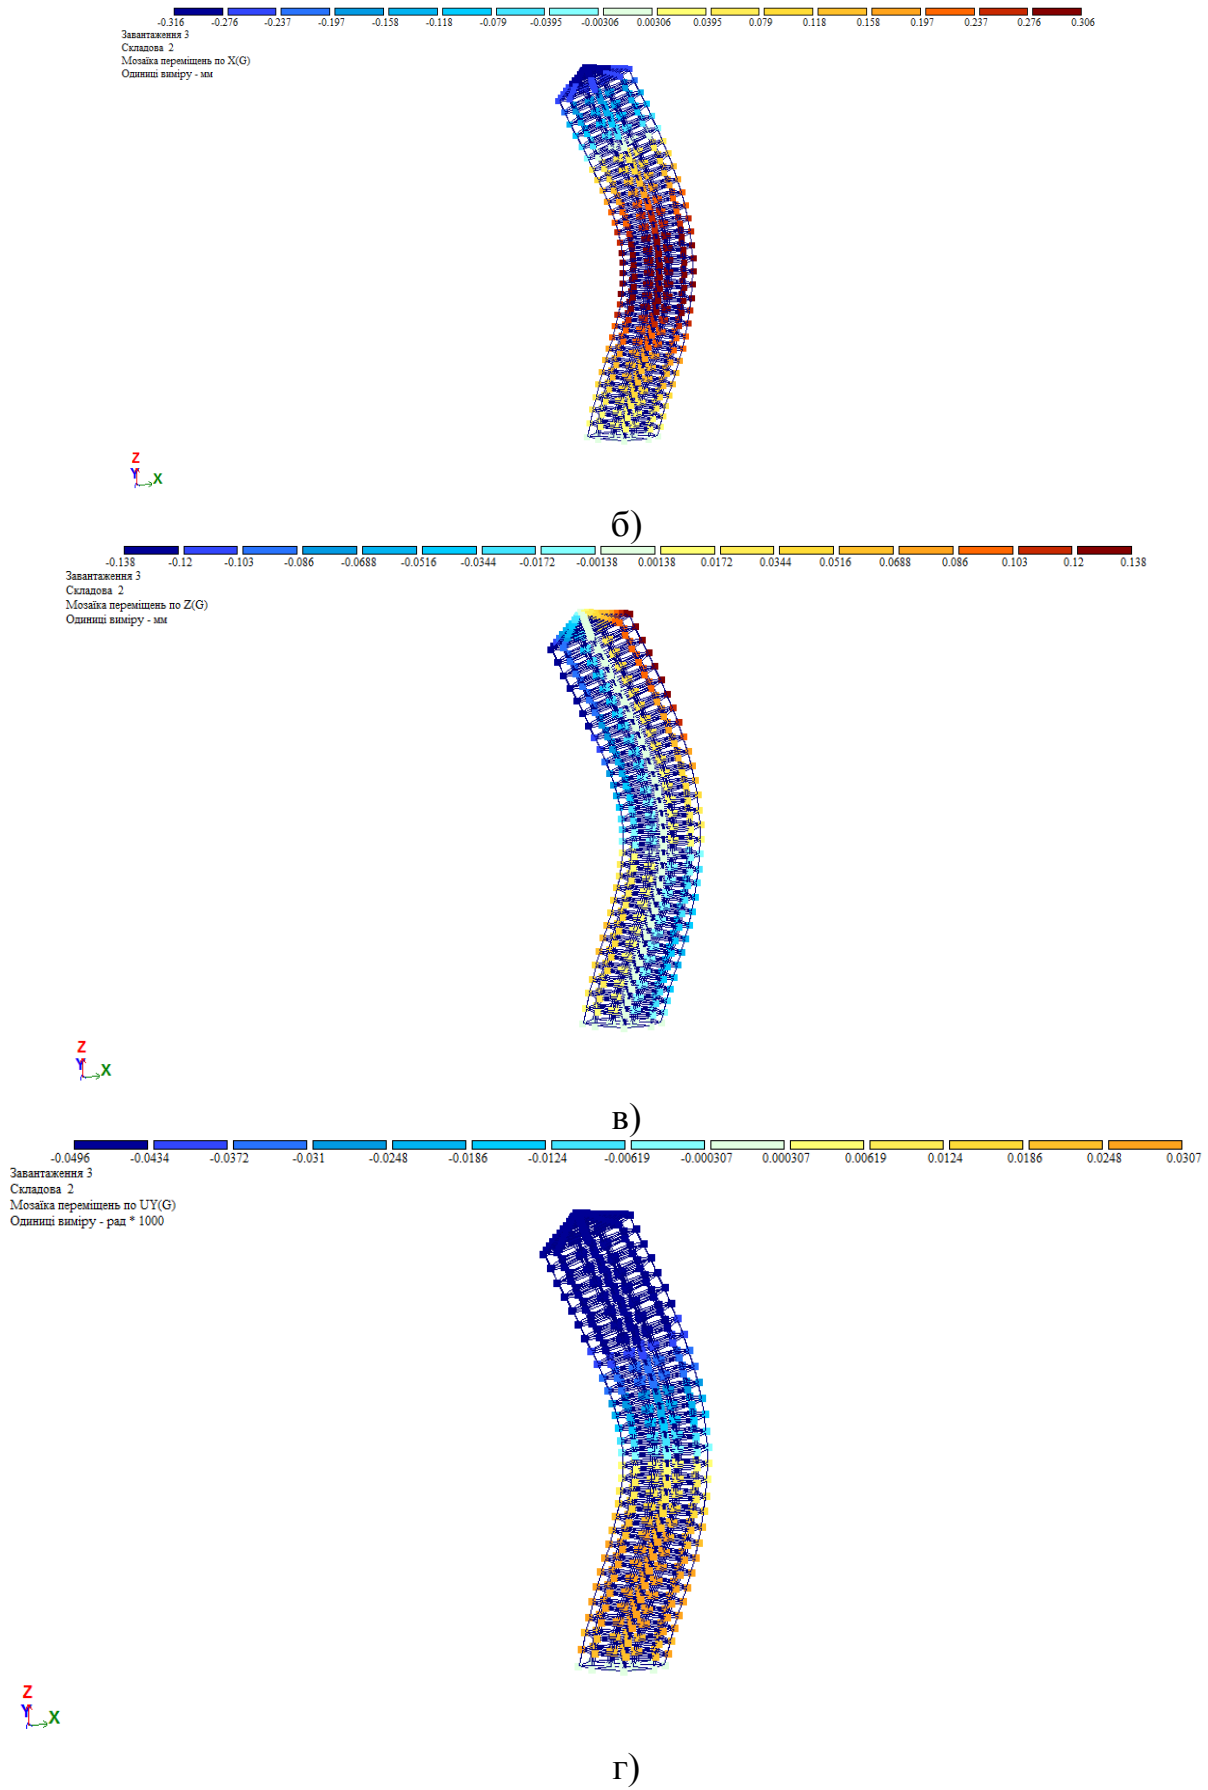 -0.316 -0.276 -0.237 -0.197 -0.158 -0.118 -0.079 -0.0395 -0.00306 0.00306 0.0395 0.079 0.118 0.158 0.197 0.237 0.276 0.306
Завантаження 3
Складова 2
Мозаїка переміщень по X(G)
Одиниці виміру - мм
Z
Y X
б)
-0.138 -0.12 -0.103 -0.086 -0.0688 -0.0516 -0.0344 -0.0172 -0.00138 0.00138 0.0172 0.0344 0.0516 0.0688 0.086 0.103 0.12 0.138
Завантаження 3
Складова 2
Мозаїка переміщень по Z(G)
Одиниці виміру - мм
Z
Y X
в)
-0.0496 -0.0434 -0.0372 -0.031 -0.0248 -0.0186 -0.0124 -0.00619 -0.000307 0.000307 0.00619 0.0124 0.0186 0.0248 0.0307
Завантаження 3
Складова 2
Мозаїка переміщень по UY(G)
Одиниці виміру - рад * 1000
Z
Y X
г)